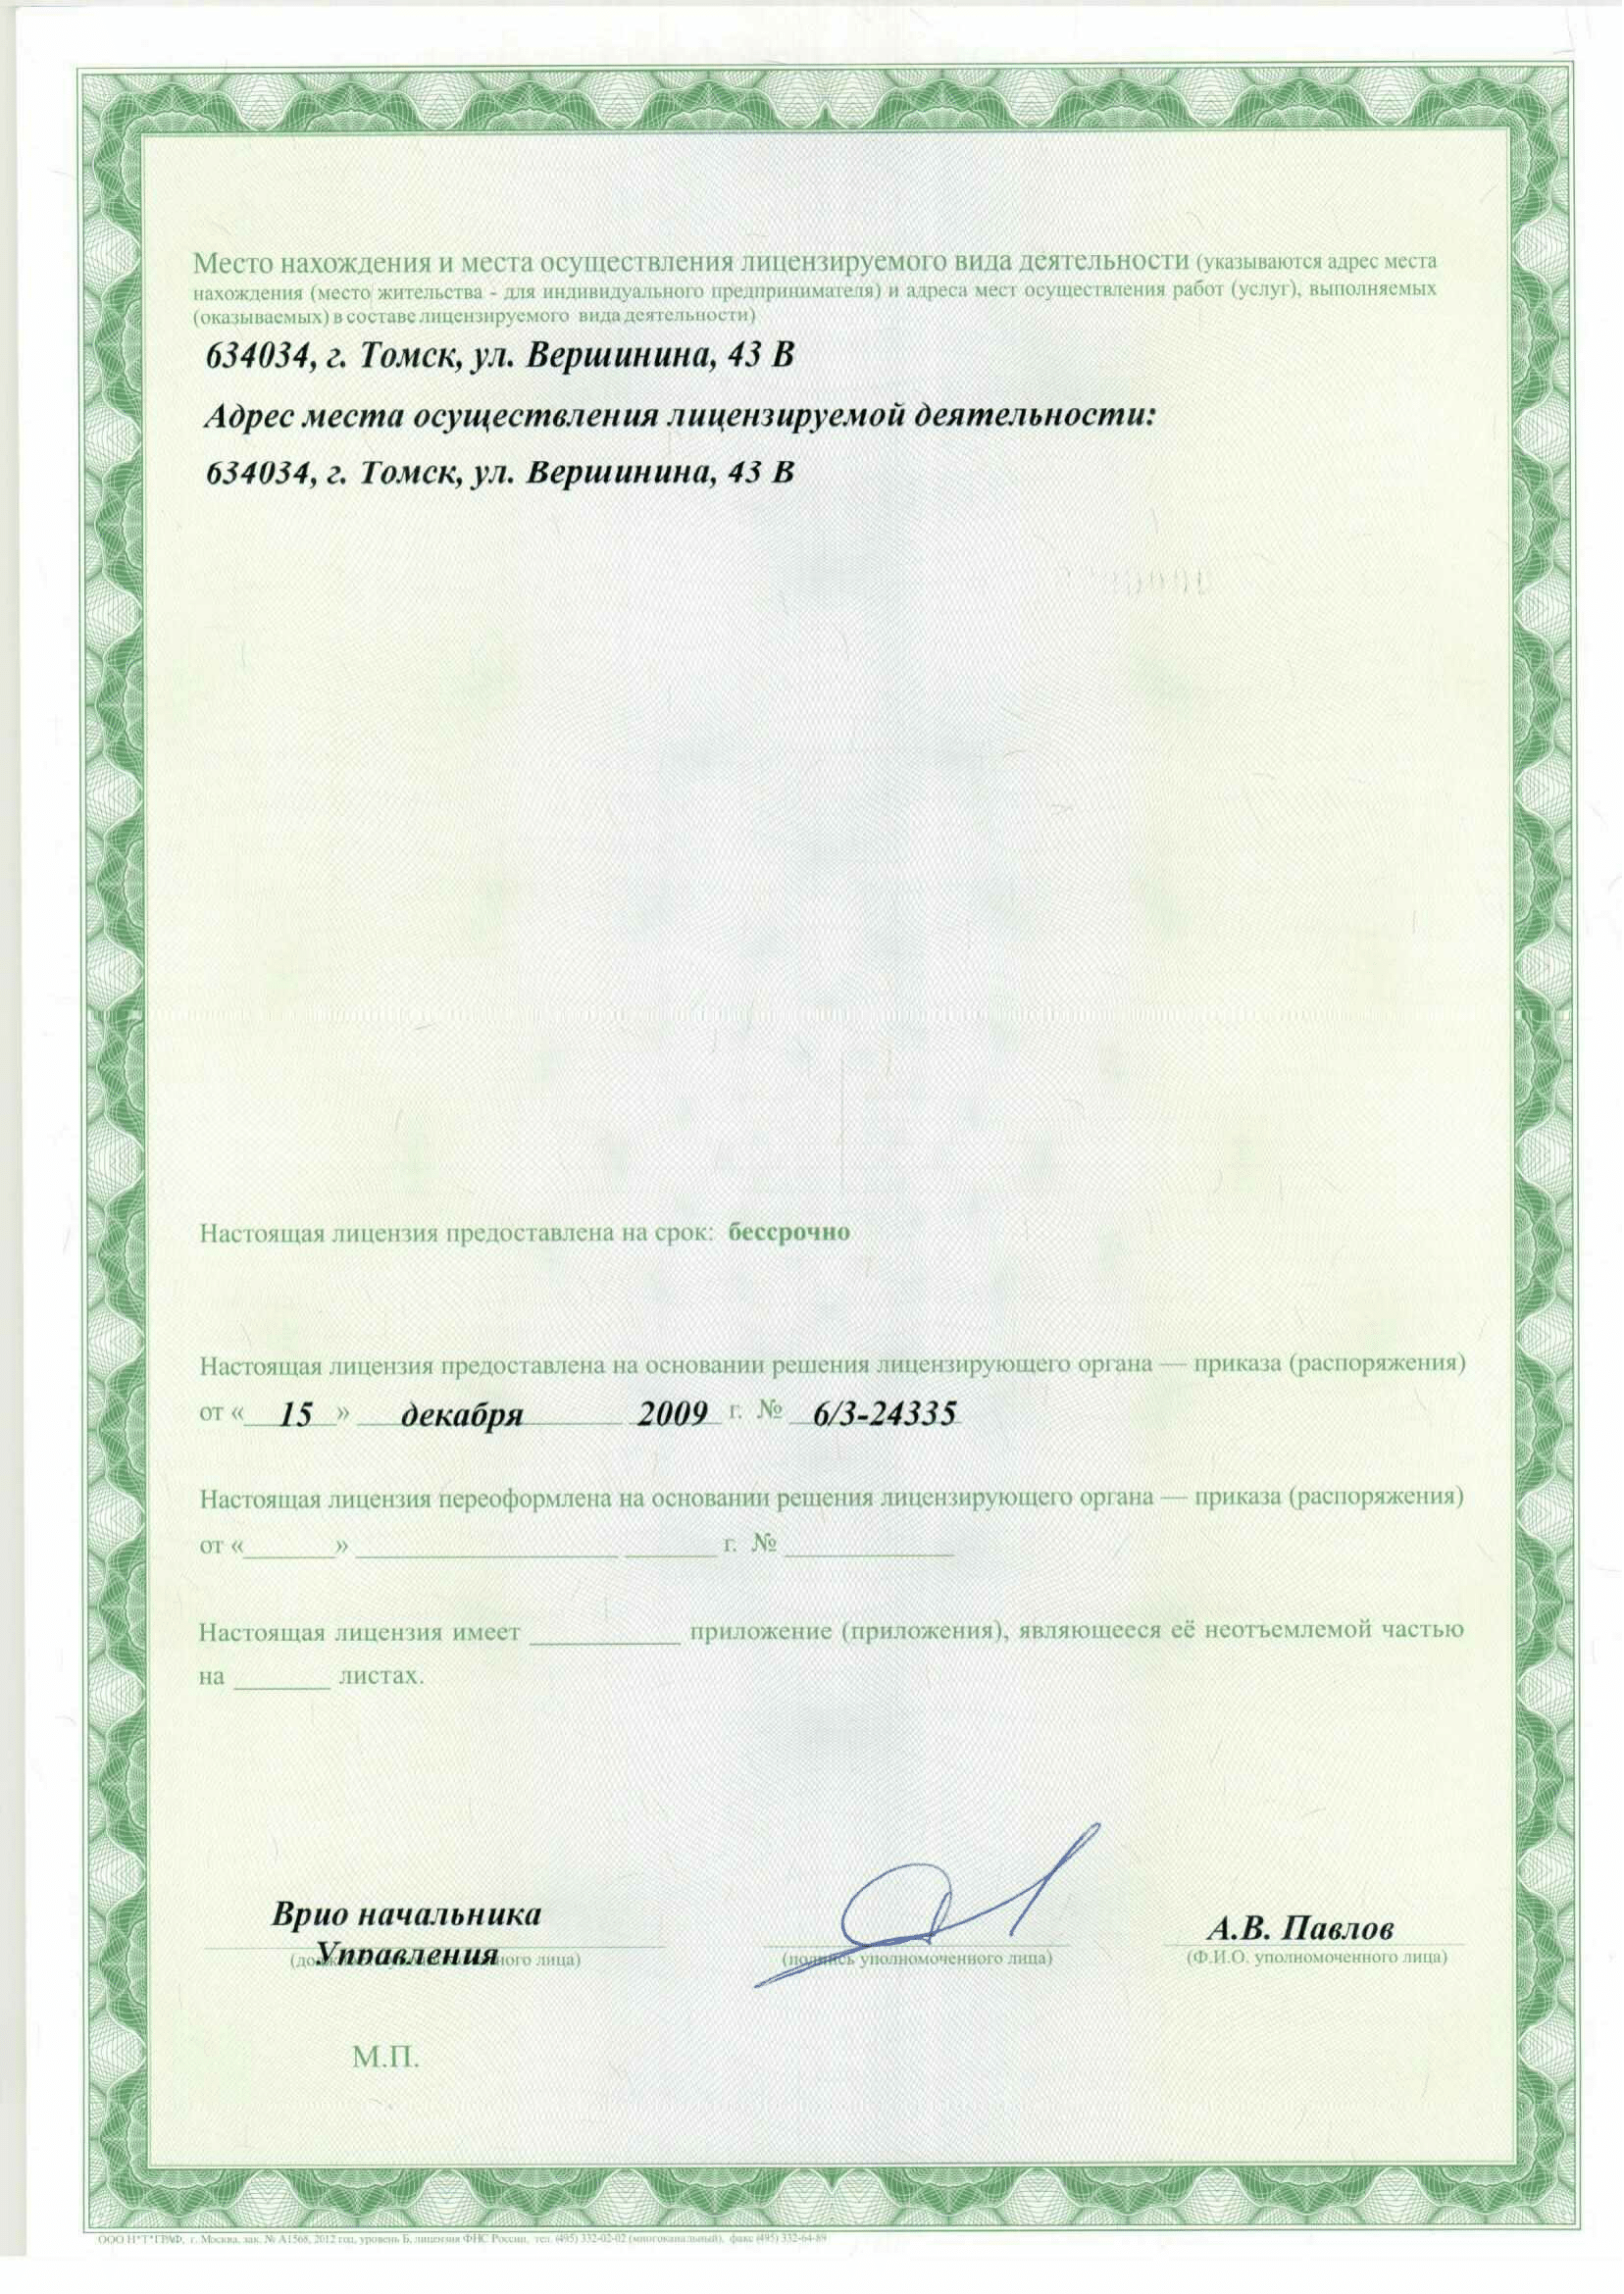 Место нахождения и места осуществления лицензируемого вида деятельности (указываются адрес места
нахождения (место жительства - для индивидуального предпринимателя) и адреса мест осуществления работ (услуг), выполняемых
(оказываемых) в составе лицензируемого вида деятельности)
634034, г. Томск, ул. Вершинина, 43 В
Адрес места осуществления лицензируемой деятельности:
634034, г. Томск, ул. Вершинина, 43 В
Настоящая лицензия предоставлена на срок: бессрочно
Настоящая лицензия предоставлена на основании решения лицензирующего органа — приказа (распоряжения)
от « 15 » декабря 2009 г. № 6/3-24335
Настоящая лицензия переоформлена на основании решения лицензирующего органа — приказа (распоряжения)
от «______» ____________________ ______ г. № ____________
Настоящая лицензия имеет ___________ приложение (приложения), являющееся её неотъемлемой частью
на _______ листах.
Врио начальника
Управления
лица)
(подпись уполномоченного лица)
А.В. Павлов
(Ф.И.О. уполномоченного лица)
М.П.
ООО Н*Т*ГРАФ, г. Москва, зак. № А1568, 2012 год, уровень Б, лицензия ФНС России, тел. (495) 332-02-02 (многоканальный), факс (495) 332-64-89